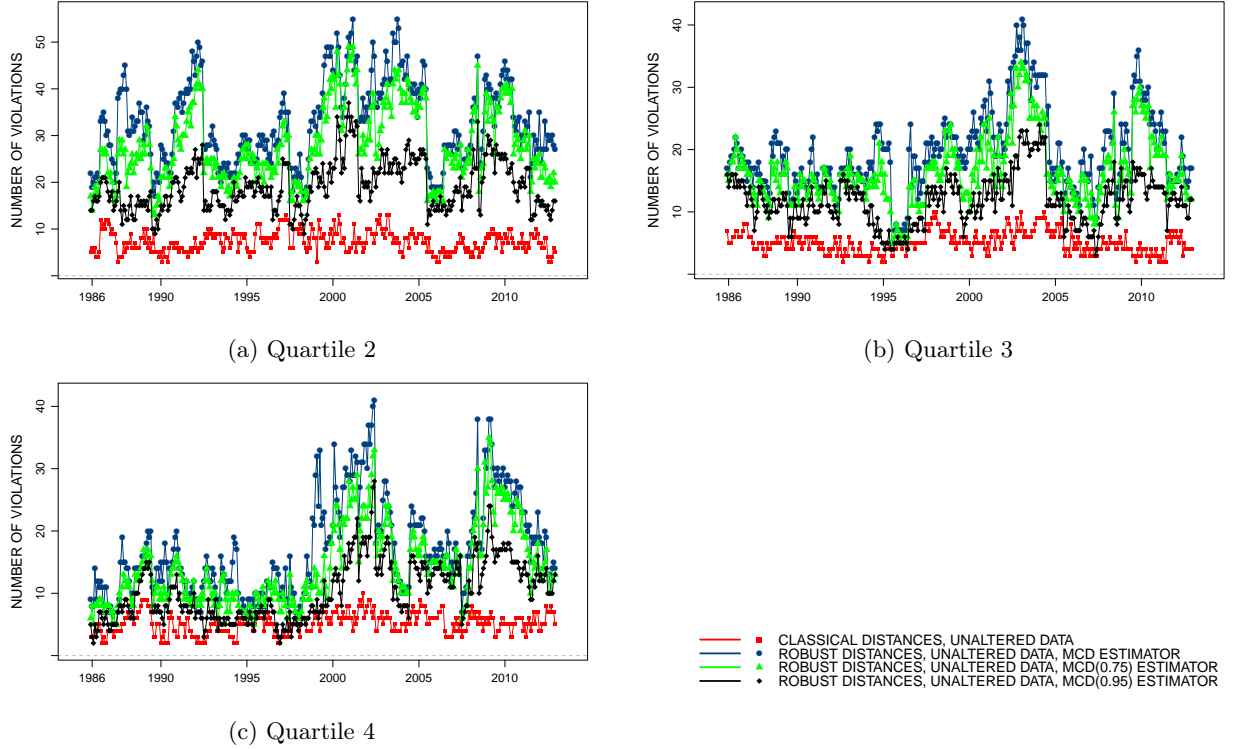 NUMBER OF VIOLATIONS
50
40
30
20
10
1986 1990 1995 2000 2005 2010
(a) Quartile 2
NUMBER OF VIOLATIONS
40
30
20
10
1986 1990 1995 2000 2005 2010
(b) Quartile 3
NUMBER OF VIOLATIONS
40
30
20
10
1986 1990 1995 2000 2005 2010
(c) Quartile 4
CLASSICAL DISTANCES, UNALTERED DATA
ROBUST DISTANCES, UNALTERED DATA, MCD ESTIMATOR
ROBUST DISTANCES, UNALTERED DATA, MCD(0.75) ESTIMATOR
ROBUST DISTANCES, UNALTERED DATA, MCD(0.95) ESTIMATOR